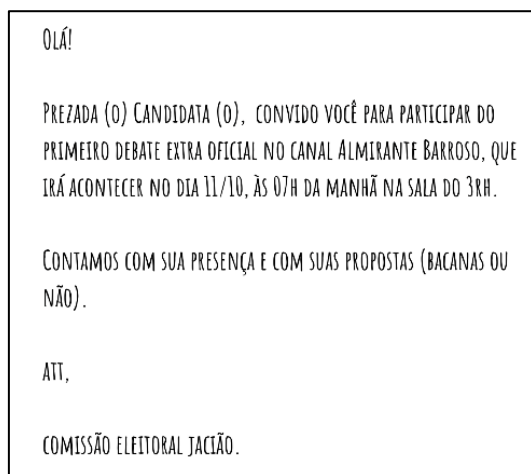 Olá!
Prezada (o) Candidata (o), convido você para participar do
primeiro debate extra oficial no canal Almirante Barroso, que
irá acontecer no dia 11/10, às 07h da manhã na sala do 3RH.
Contamos com sua presença e com suas propostas (bacanas ou
não).
Att,
comissão eleitoral Jacião.